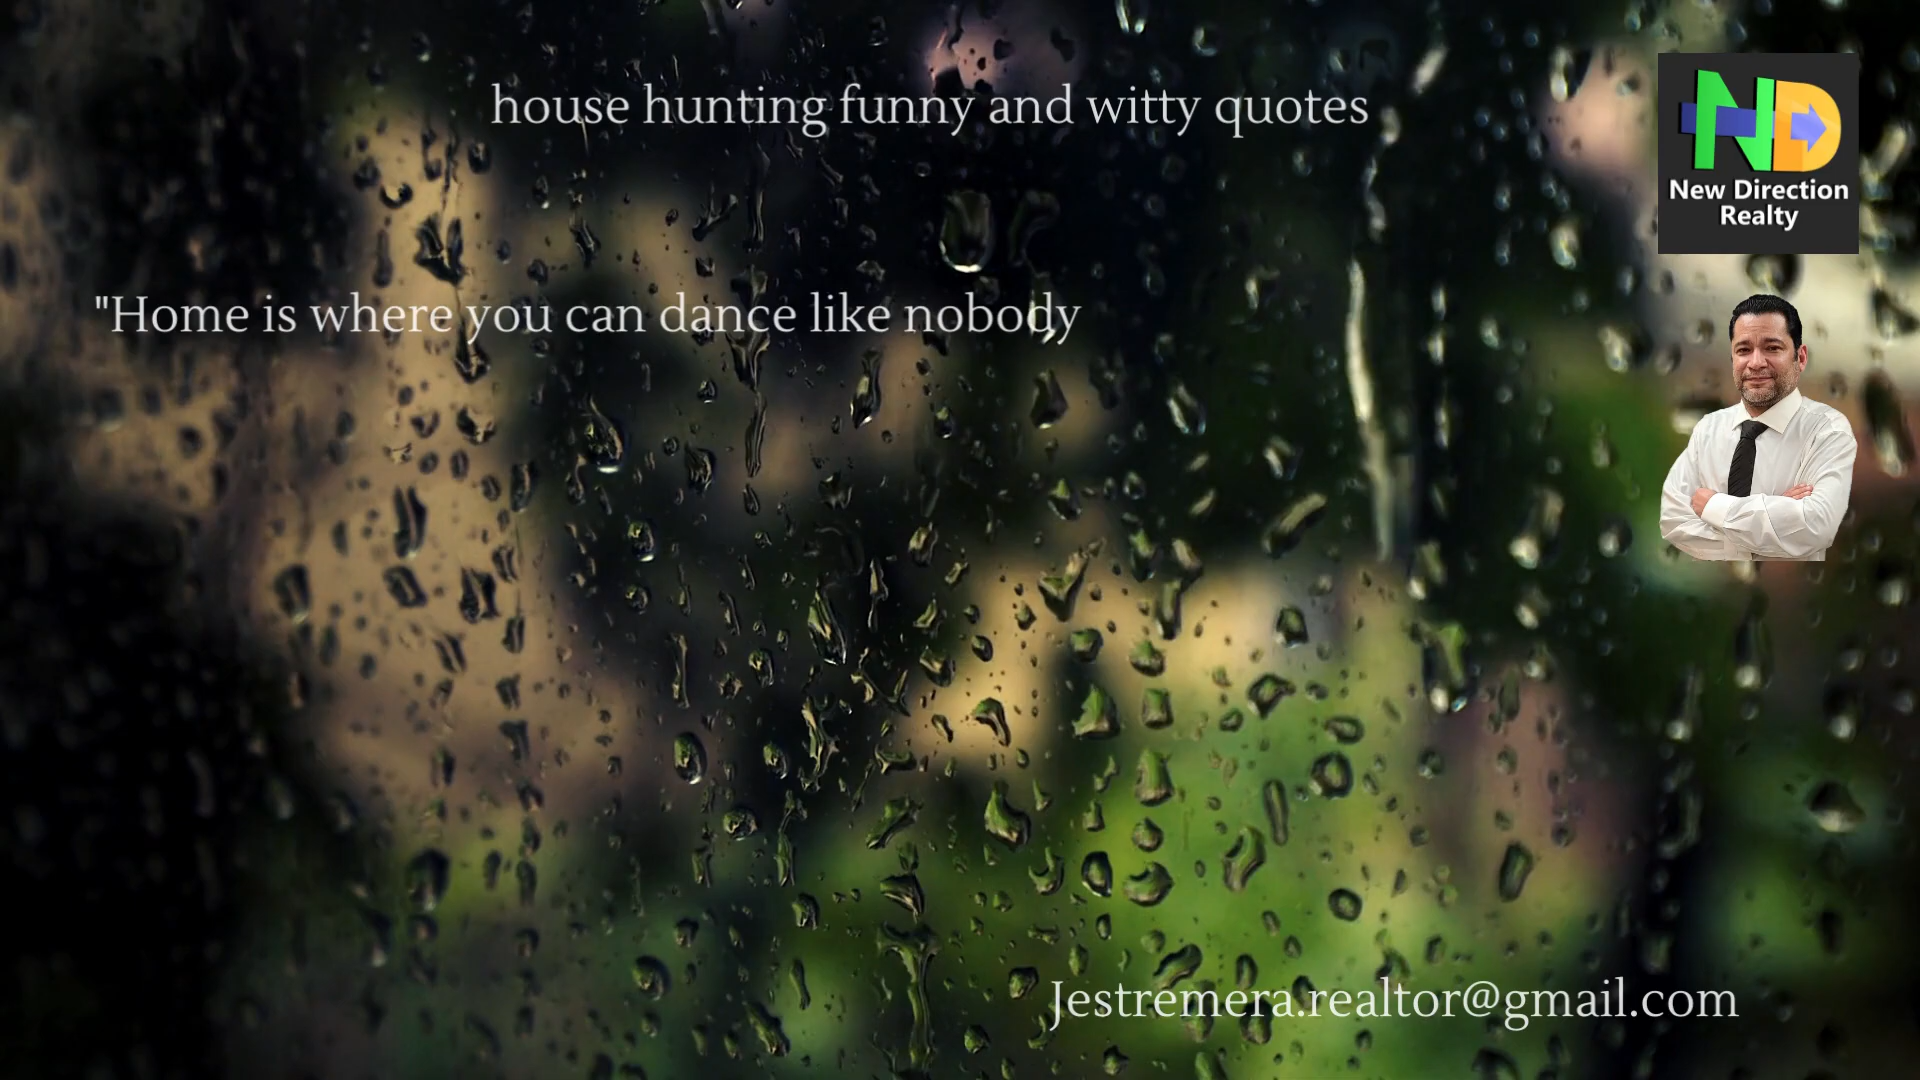 house hunting funny and witty quotes
ND
New Direction
Realty
"Home is where you can dance like nobody
Jestremera.realtor@gmail.com